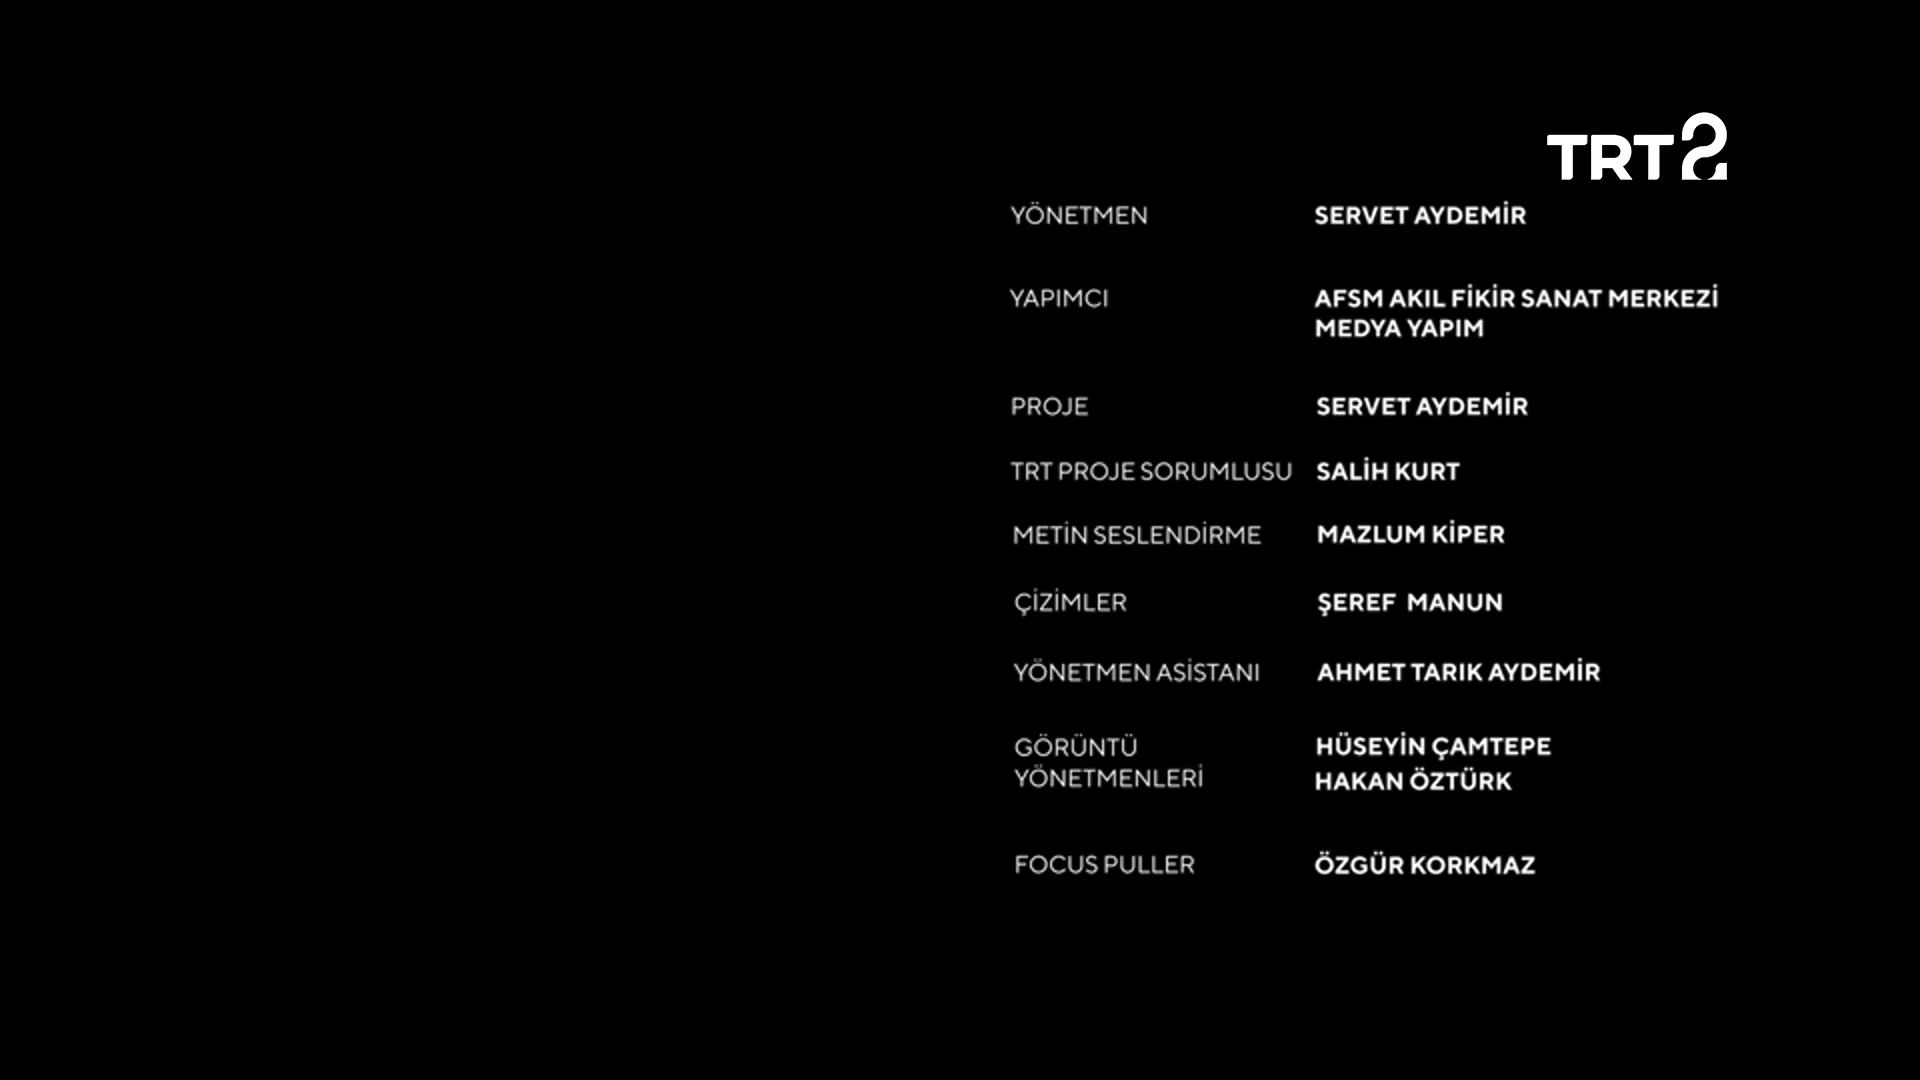 TRT2
YÖNETMEN SERVET AYDEMİR
YAPIMCI AFSM AKIL FİKİR SANAT MERKEZİ
MEDYA YAPIM
PROJE SERVET AYDEMİR
TRT PROJE SORUMLUSU SALİH KURT
METİN SESLENDİRME MAZLUM KİPER
ÇİZİMLER ŞEREF MANUN
YÖNETMEN ASİSTANI AHMET TARIK AYDEMİR
GÖRÜNTÜ HÜSEYİN ÇAMTEPE
YÖNETMENLERİ HAKAN ÖZTÜRK
FOCUS PULLER ÖZGÜR KORKMAZ